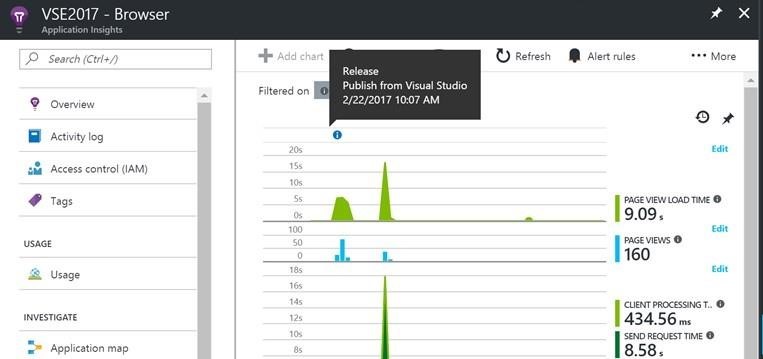 VSE2017 - Browser
Application Insights
Search (Ctrl+/)
Overview
Activity log
Access control (IAM)
Tags
USAGE
Usage
INVESTIGATE
Application map
Add chart
Refresh
Alert rules
More
Filtered on
Release
Publish from Visual Studio
2/22/2017 10:07 AM
20s
15s
10s
5s
0s
Edit
PAGE VIEW LOAD TIME
9.09 s
100
50
0
Edit
PAGE VIEWS
160
18s
16s
14s
12s
10s
8s
Edit
CLIENT PROCESSING T..
434.56 ms
SEND REQUEST TIME
8.58 s